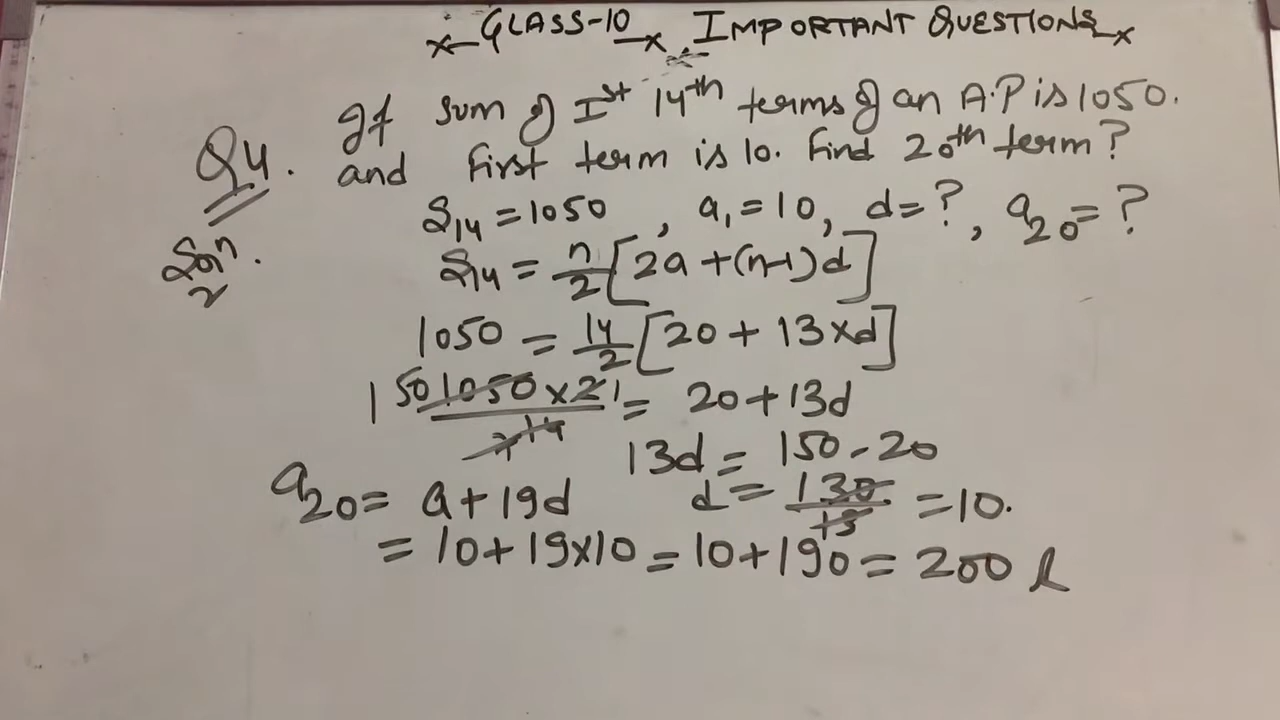 CLASS-10 IMPORTANT QUESTIONS
Q4. If sum of Ist 14th terms of an A.P is 1050.
and first term is 10. Find 20th term?
Soln. S14 = 1050, a1 = 10, d = ?, a20 = ?
S14 = n/2 [2a + (n-1)d]
1050 = 14/2 [20 + 13×d]
150 1050 × 2 1 / 7 14 = 20 + 13d
13d = 150 - 20
d = 130/13 = 10.
a20 = a + 19d
= 10 + 19×10 = 10 + 190 = 200